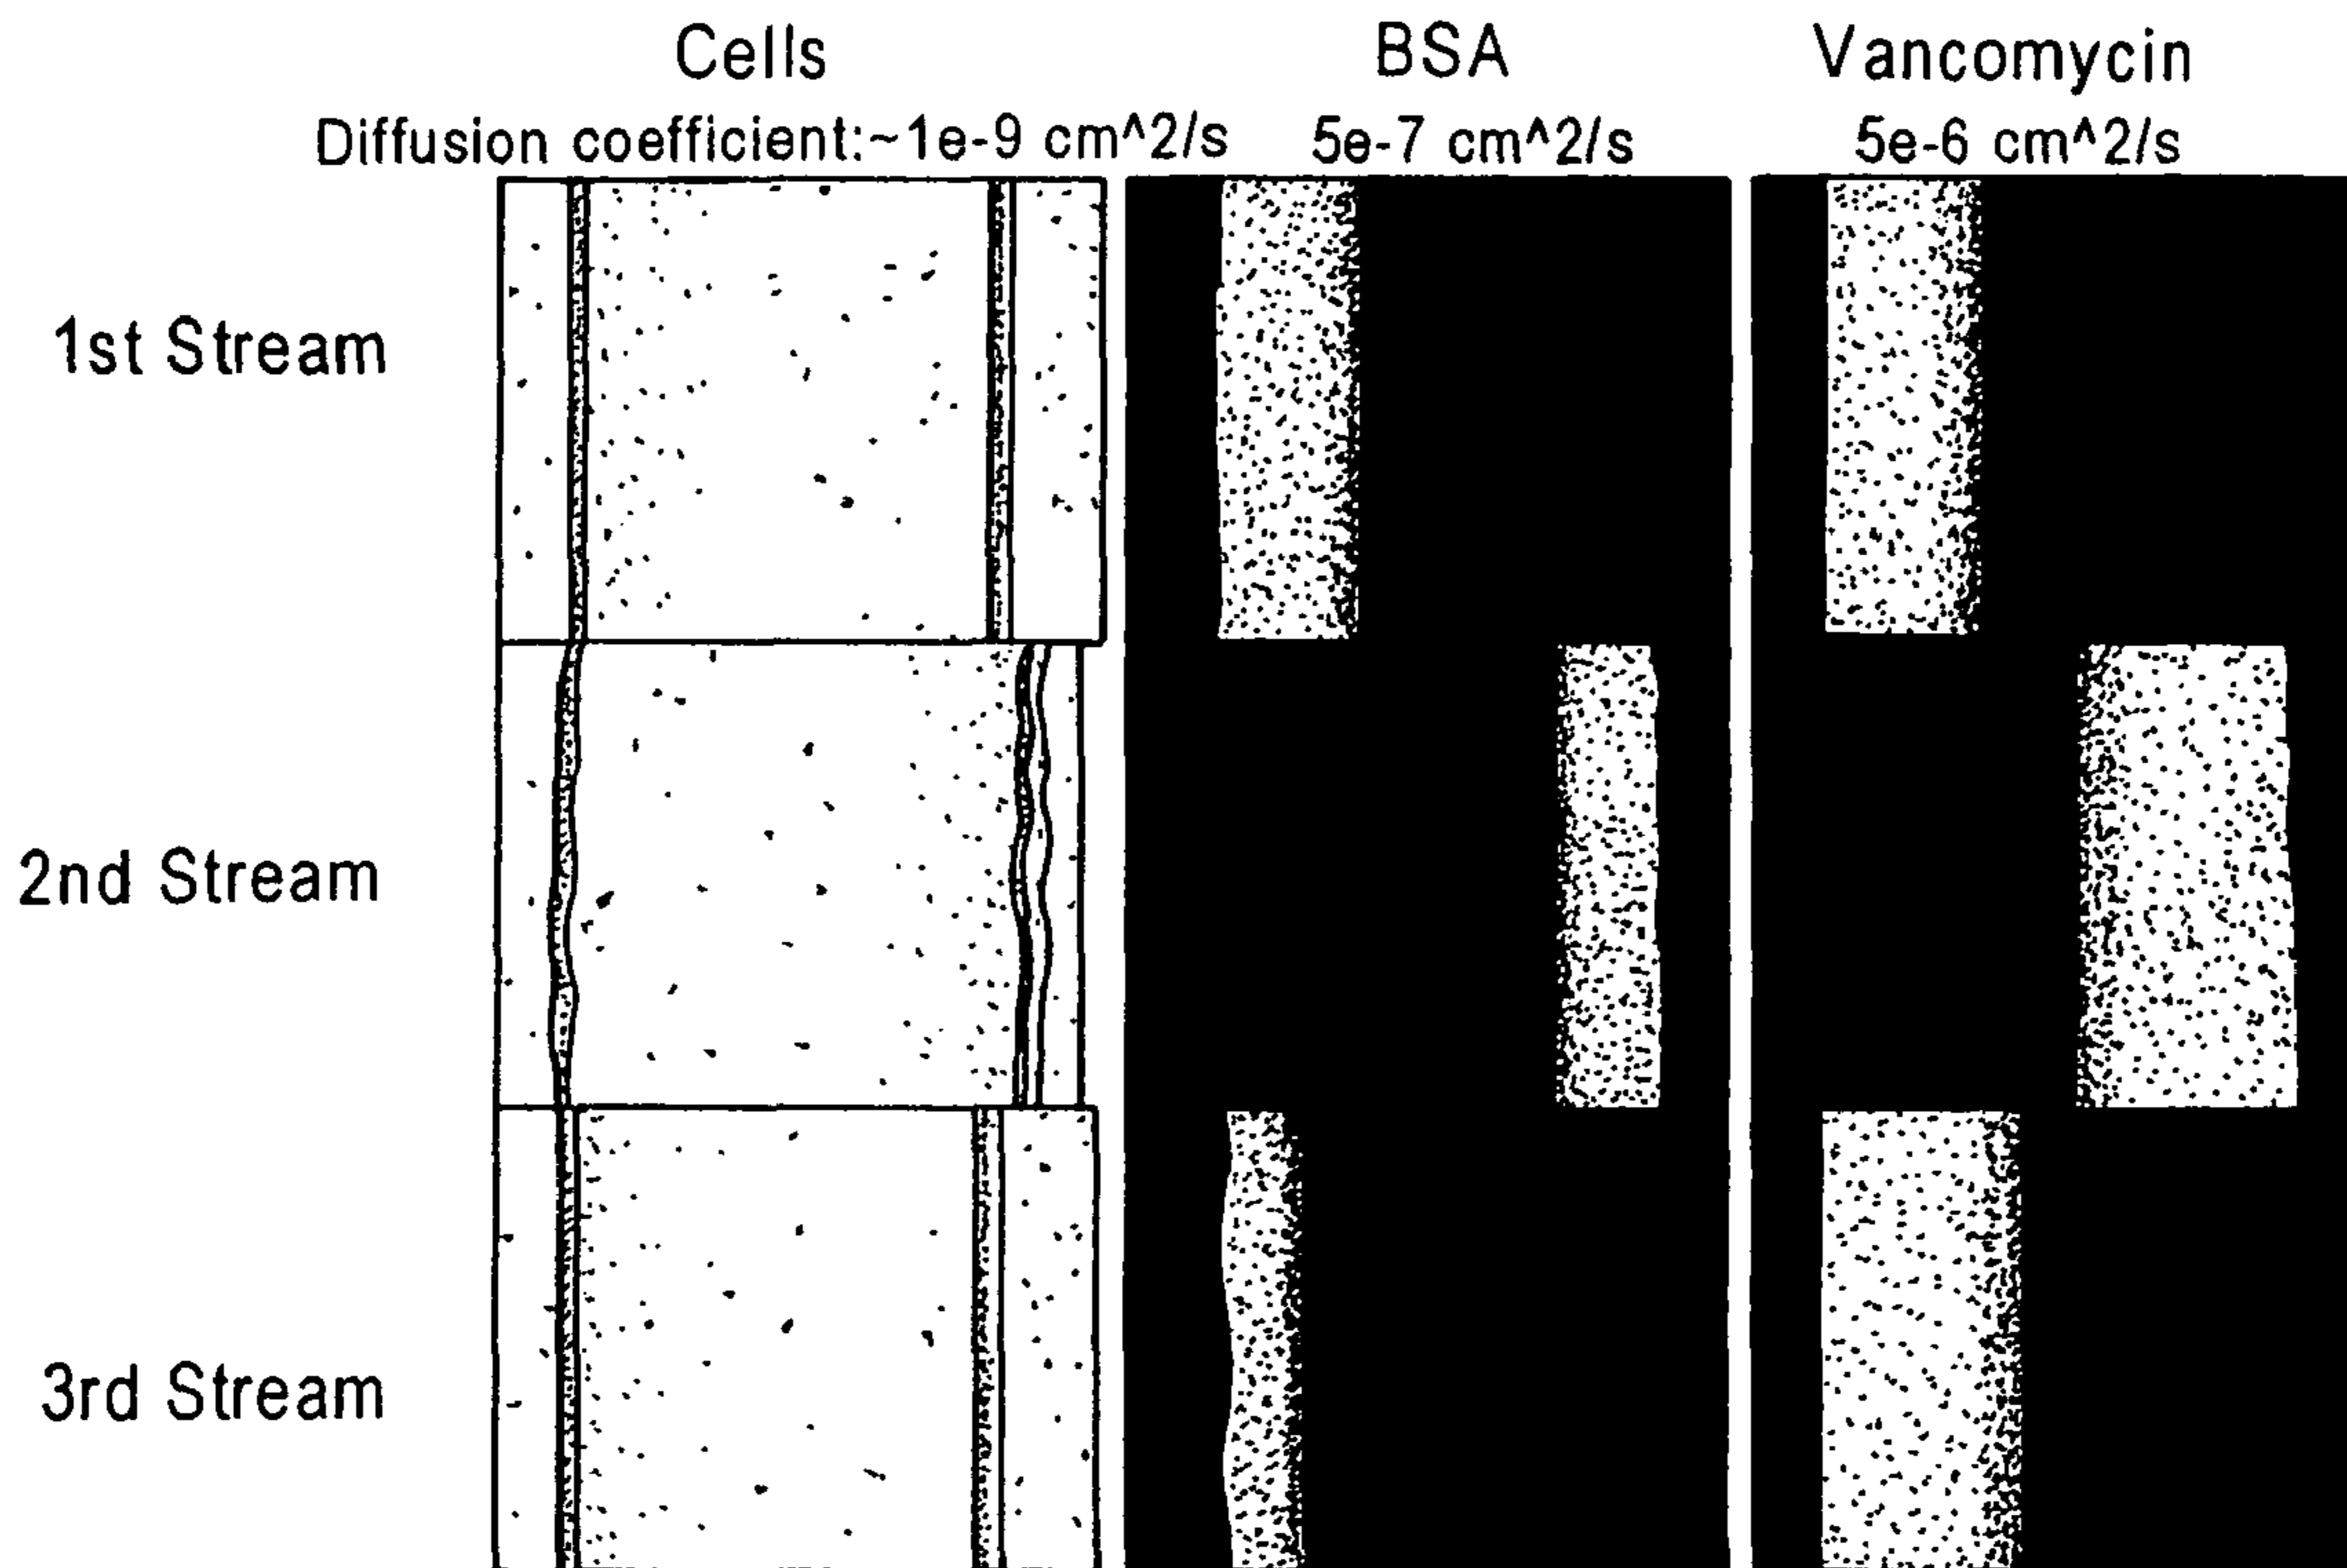 Cells BSA Vancomycin
Diffusion coefficient:~1e-9 cm^2/s 5e-7 cm^2/s 5e-6 cm^2/s
1st Stream
2nd Stream
3rd Stream